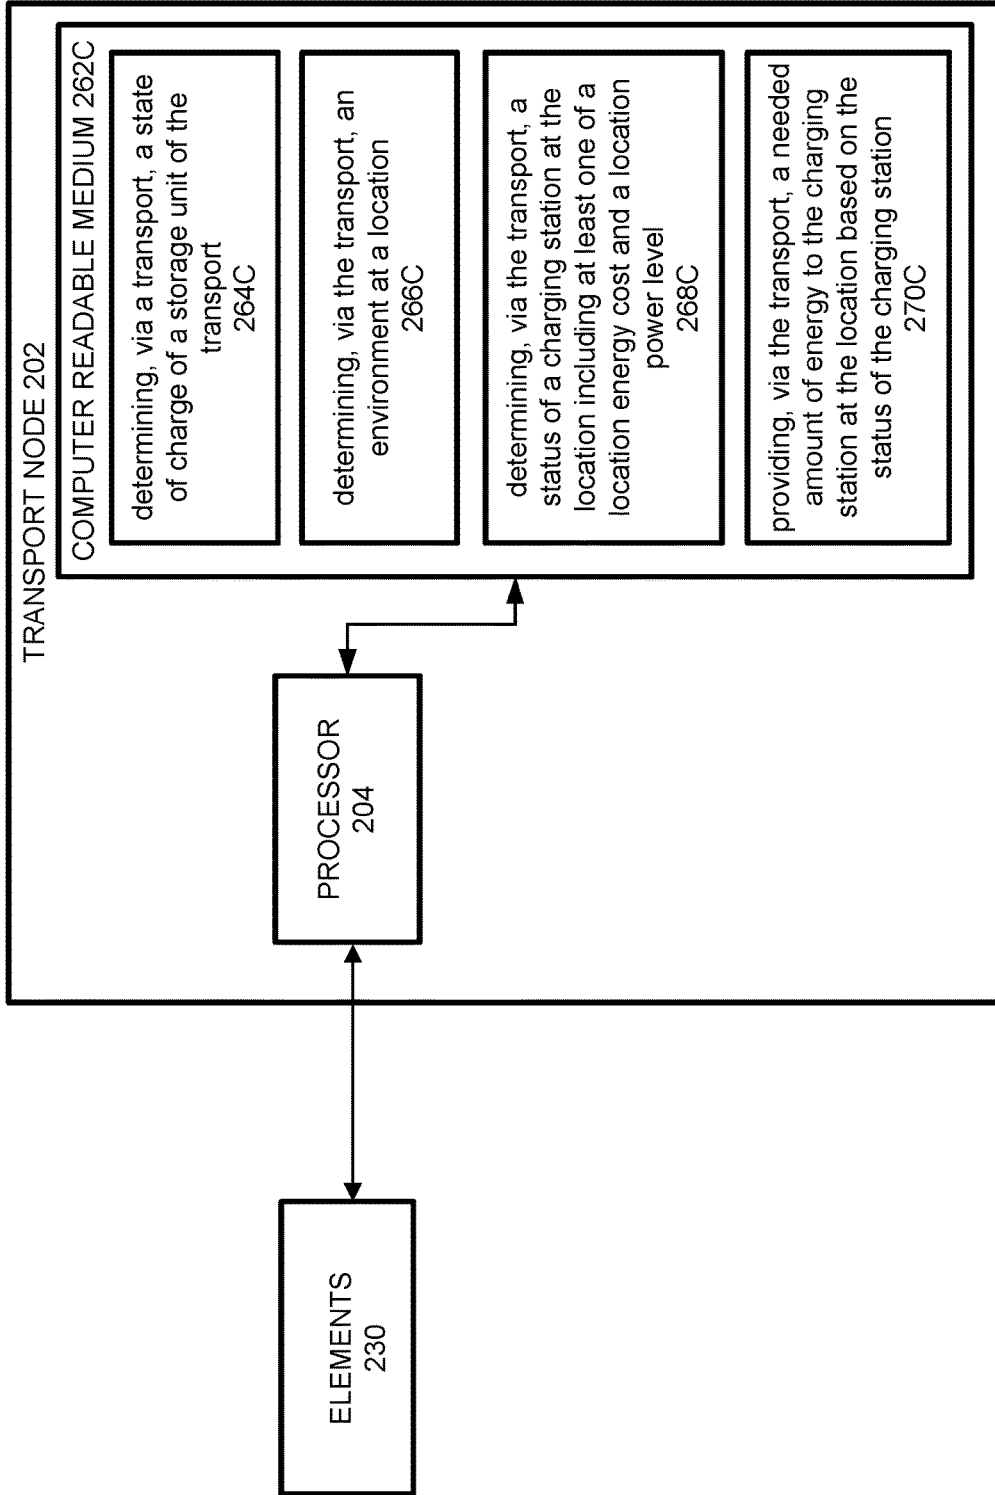 TRANSPORT NODE 202
COMPUTER READABLE MEDIUM 262C
determining, via a transport, a state
of charge of a storage unit of the
transport
264C
determining, via the transport, an
environment at a location
266C
determining, via the transport, a
status of a charging station at the
location including at least one of a
location energy cost and a location
power level
268C
providing, via the transport, a needed
amount of energy to the charging
station at the location based on the
status of the charging station
270C
PROCESSOR
204
ELEMENTS
230